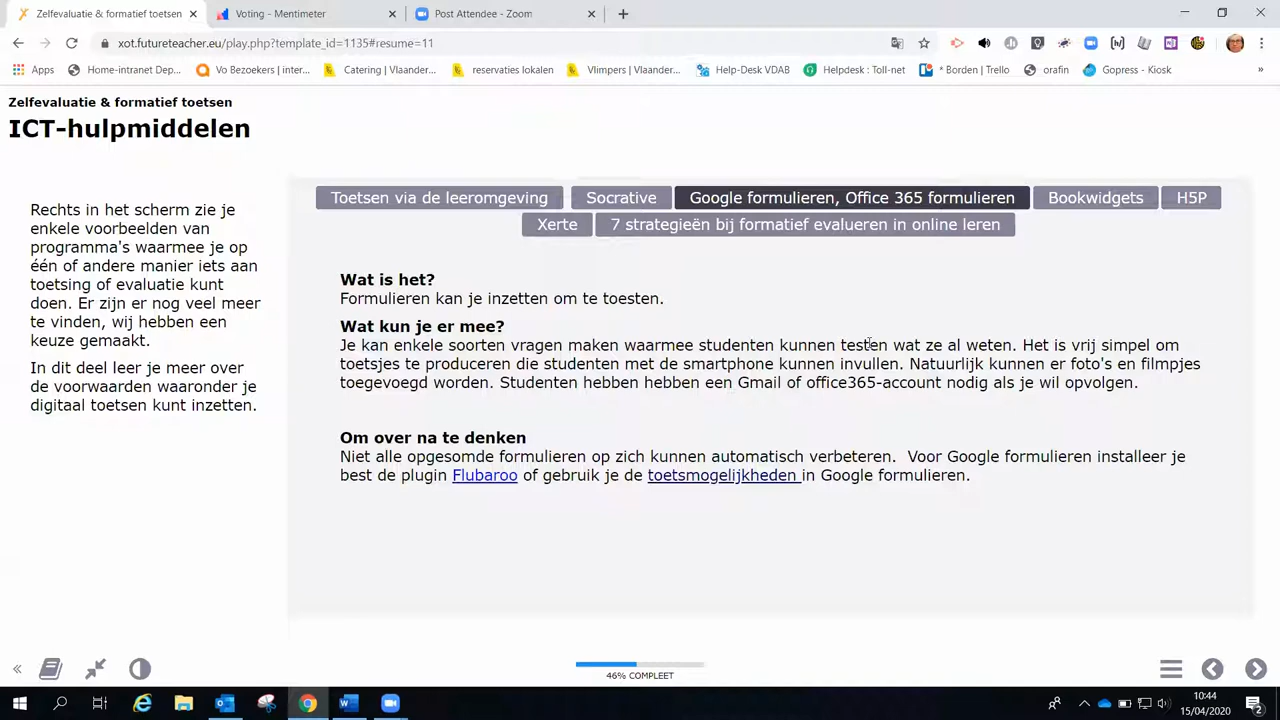 Zelfevaluatie & formatief toetsen
Voting - Mentimeter
Post Attendee - Zoom
xot.futureteacher.eu/play.php?template_id=1135#resume=11
Apps
Home-intranet Dep...
Vo Bezoekers | inter...
Catering | Vlaander...
reservaties lokalen
Vlimpers | Vlaander...
Help-Desk VDAB
Helpdesk : Toll-net
* Borden | Trello
orafin
Gopress - Kiosk
»
Zelfevaluatie & formatief toetsen
ICT-hulpmiddelen
Rechts in het scherm zie je
enkele voorbeelden van
programma's waarmee je op
één of andere manier iets aan
toetsing of evaluatie kunt
doen. Er zijn er nog veel meer
te vinden, wij hebben een
keuze gemaakt.
In dit deel leer je meer over
de voorwaarden waaronder je
digitaal toetsen kunt inzetten.
Toetsen via de leeromgeving
Socrative
Google formulieren, Office 365 formulieren
Bookwidgets
H5P
Xerte
7 strategieën bij formatief evalueren in online leren
Wat is het?
Formulieren kan je inzetten om te toesten.
Wat kun je er mee?
Je kan enkele soorten vragen maken waarmee studenten kunnen testen wat ze al weten. Het is vrij simpel om
toetsjes te produceren die studenten met de smartphone kunnen invullen. Natuurlijk kunnen er foto's en filmpjes
toegevoegd worden. Studenten hebben hebben een Gmail of office365-account nodig als je wil opvolgen.
Om over na te denken
Niet alle opgesomde formulieren op zich kunnen automatisch verbeteren. Voor Google formulieren installeer je
best de plugin Flubaroo of gebruik je de toetsmogelijkheden in Google formulieren.
46% COMPLEET
10:44
15/04/2020
2